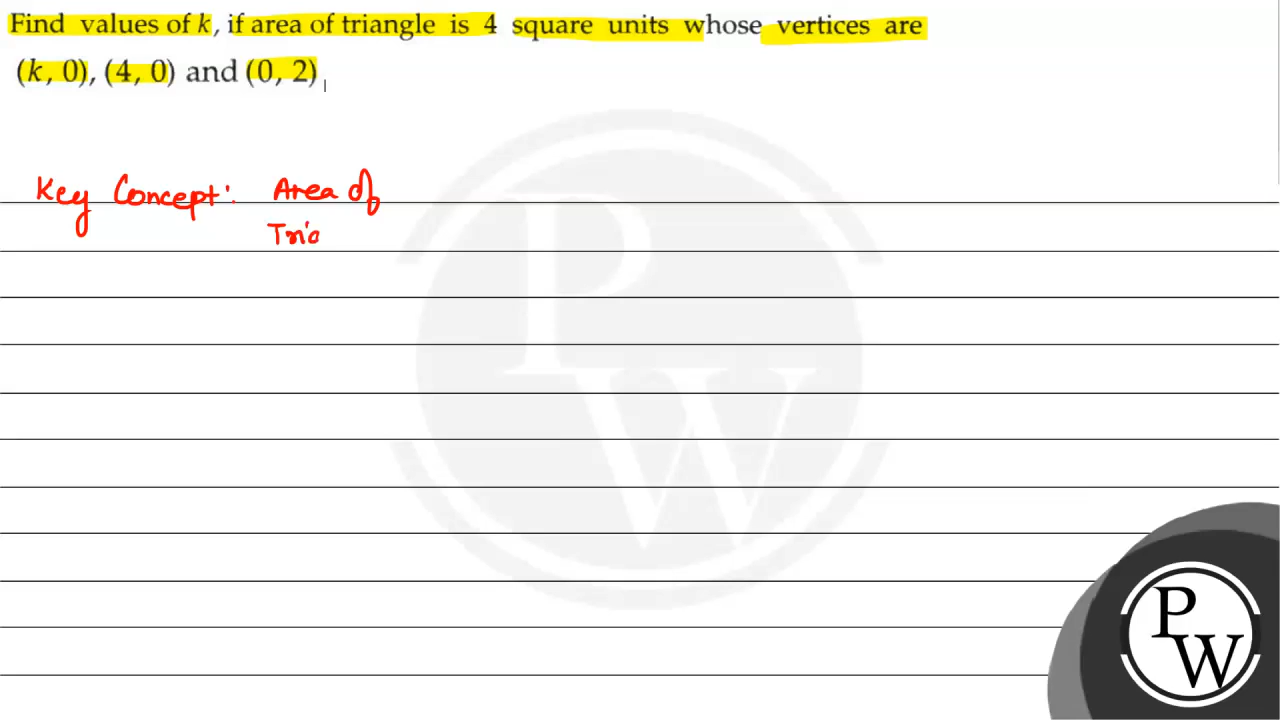 Find values of k, if area of triangle is 4 square units whose vertices are
(k, 0), (4, 0) and (0, 2)
Key Concept: Area of
Tria
P
W
P
W